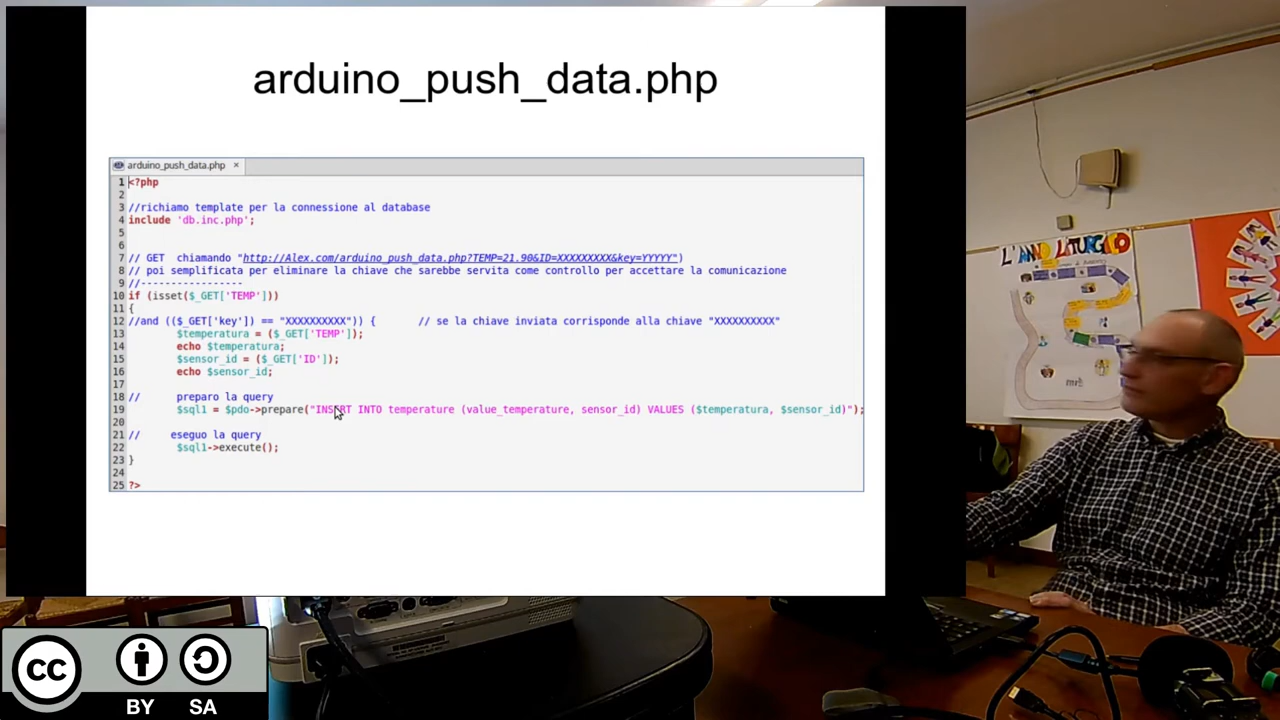 arduino_push_data.php
arduino_push_data.php ×
1 <?php
2
3 //richiamo template per la connessione al database
4 include 'db.inc.php';
5
6
7 // GET chiamando "http://Alex.com/arduino_push_data.php?TEMP=21.90&ID=XXXXXXXXX&key=YYYYY")
8 // poi semplificata per eliminare la chiave che sarebbe servita come controllo per accettare la comunicazione
9 //----------------
10 if (isset($_GET['TEMP']))
11 {
12 //and (($_GET['key']) == "XXXXXXXXXX")) { // se la chiave inviata corrisponde alla chiave "XXXXXXXXXX"
13 $temperatura = ($_GET['TEMP']);
14 echo $temperatura;
15 $sensor_id = ($_GET['ID']);
16 echo $sensor_id;
17
18 // preparo la query
19 $sql1 = $pdo->prepare("INSERT INTO temperature (value_temperature, sensor_id) VALUES ($temperatura, $sensor_id)");
20
21 // eseguo la query
22 $sql1->execute();
23 }
24
25 ?>
L'ANNO LITURGICO
cc
BY SA